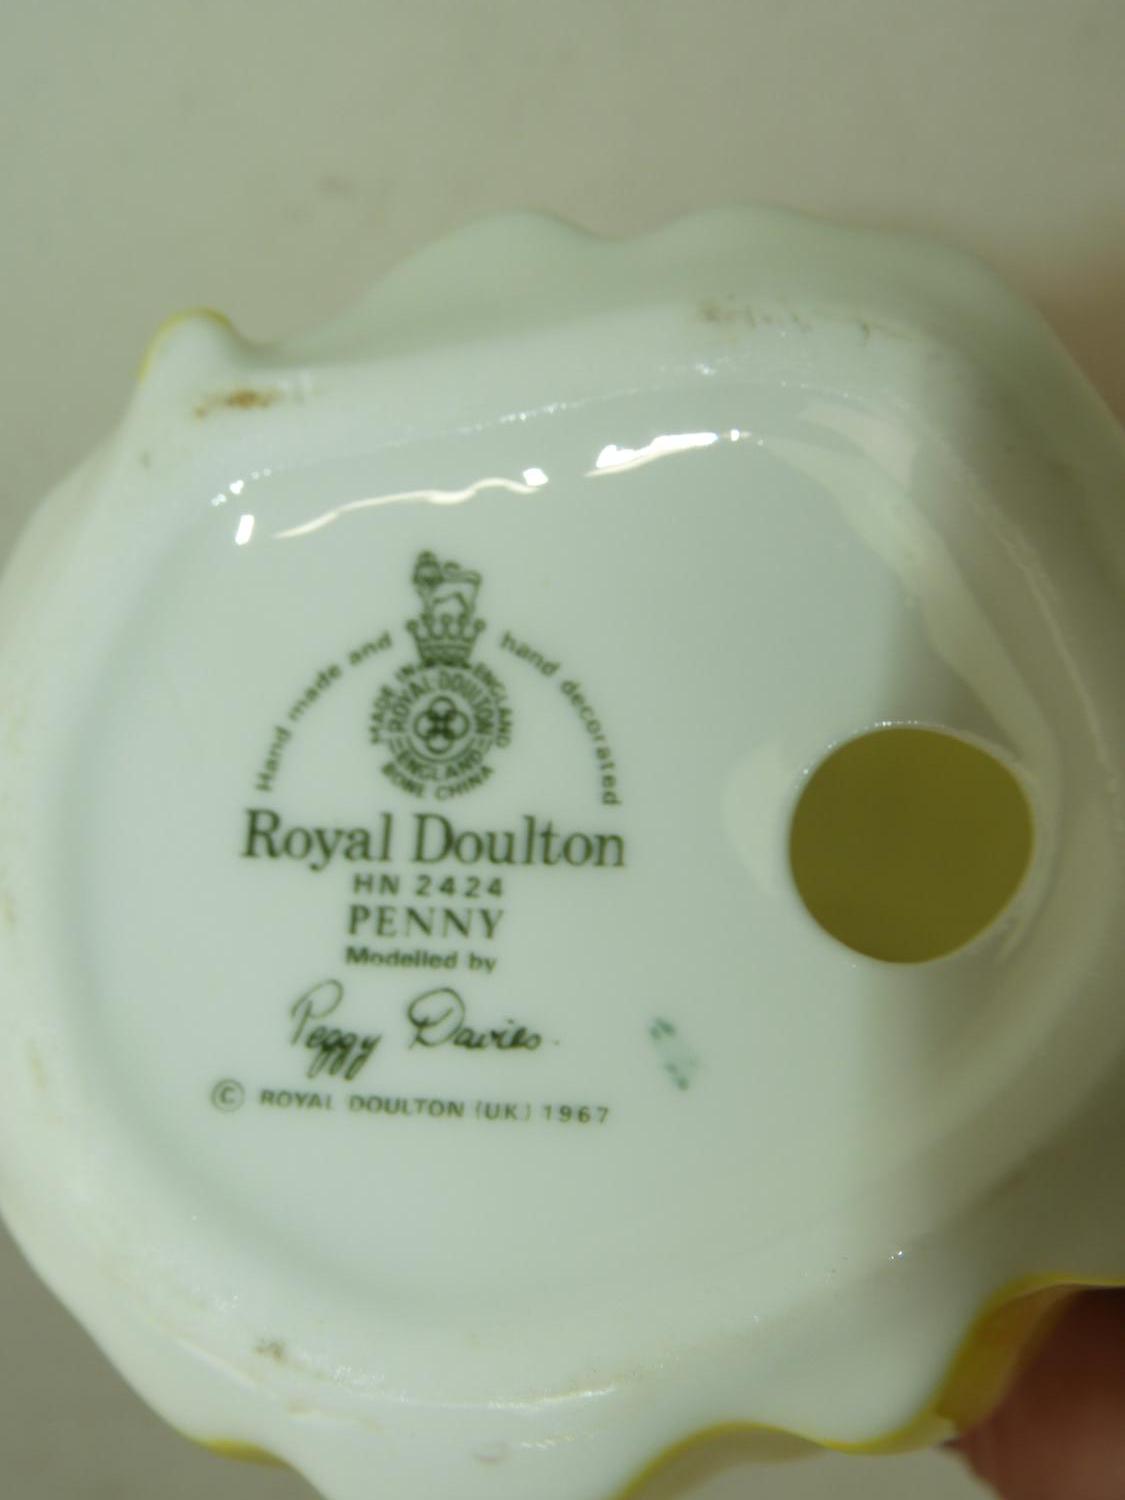 Hand made and hand decorated
MADE IN ENGLAND
ROYAL·DOULTON
ENGLAND
BONE CHINA
Royal Doulton
HN 2424
PENNY
Modelled by
Peggy Davies.
© ROYAL DOULTON (UK) 1967